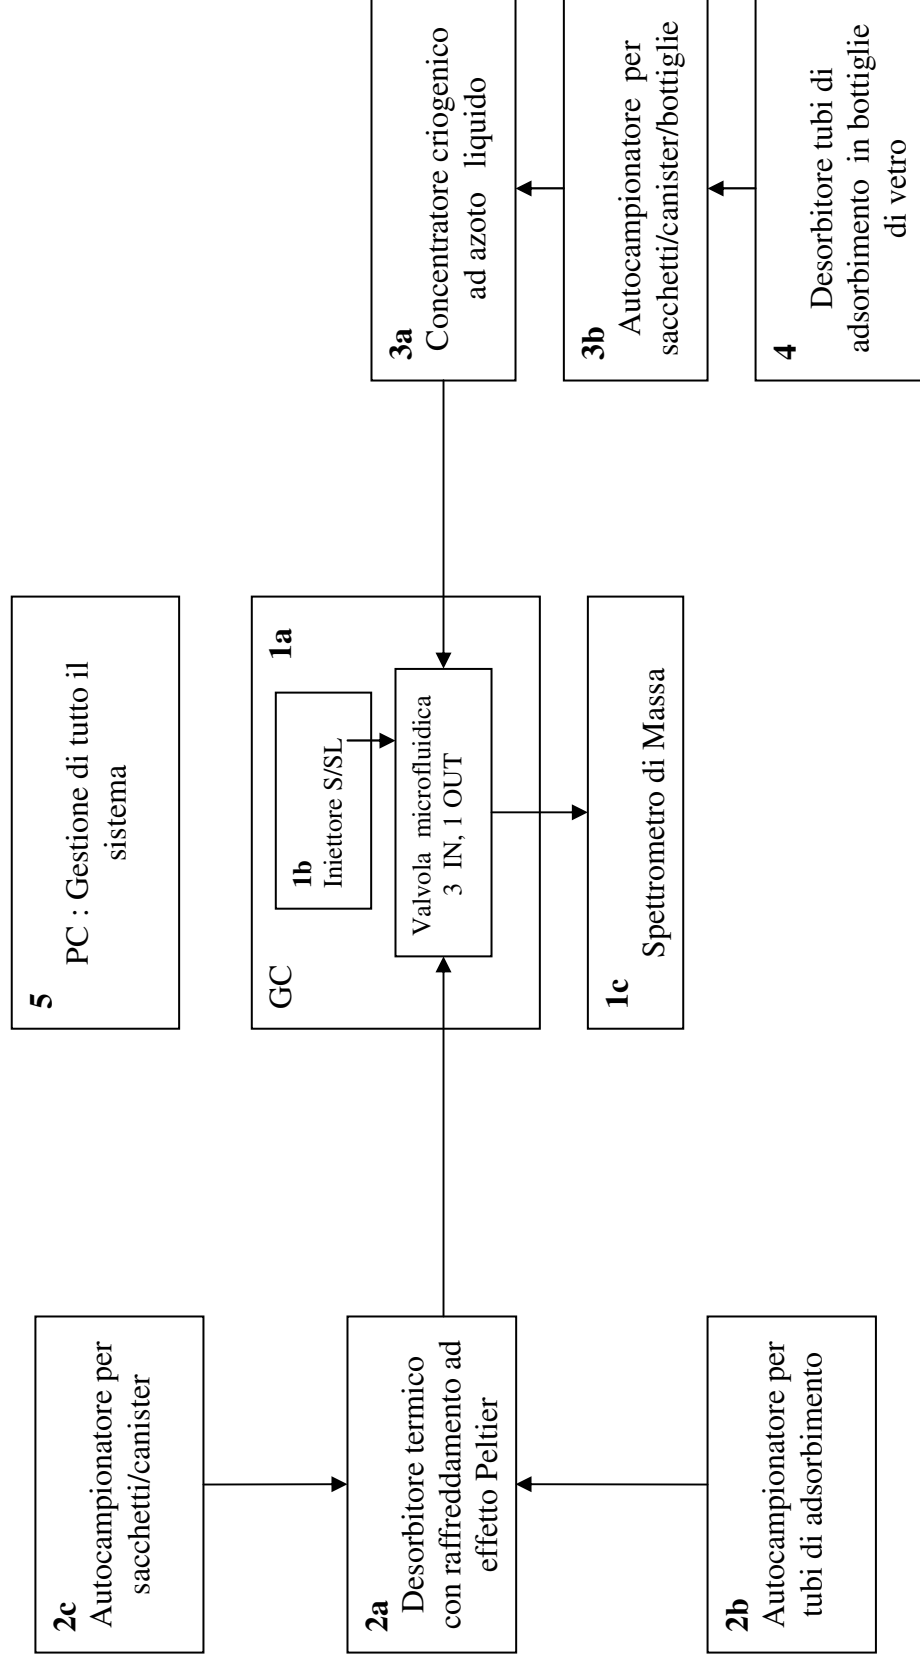 2c
Autocampionatore per
sacchetti/canister
2a
Desorbitore termico
con raffreddamento ad
effetto Peltier
2b
Autocampionatore per
tubi di adsorbimento
5
PC : Gestione di tutto il
sistema
GC
1a
1b
Iniettore S/SL
Valvola microfluidica
3 IN, 1 OUT
1c
Spettrometro di Massa
3a
Concentratore criogenico
ad azoto liquido
3b
Autocampionatore per
sacchetti/canister/bottiglie
4
Desorbitore tubi di
adsorbimento in bottiglie
di vetro